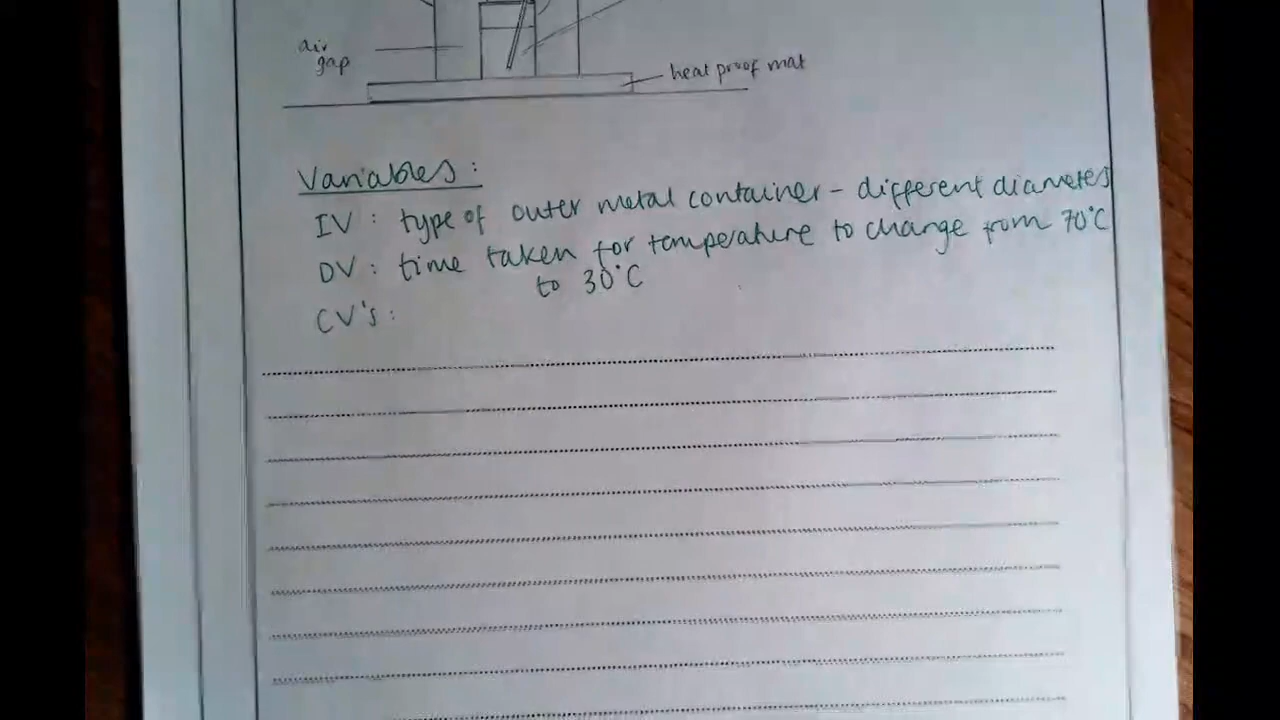 air
gap
heat proof mat
Variables :
IV : type of outer metal container - different diameters
DV : time taken for temperature to change from 70°C
to 30°C
CV's :